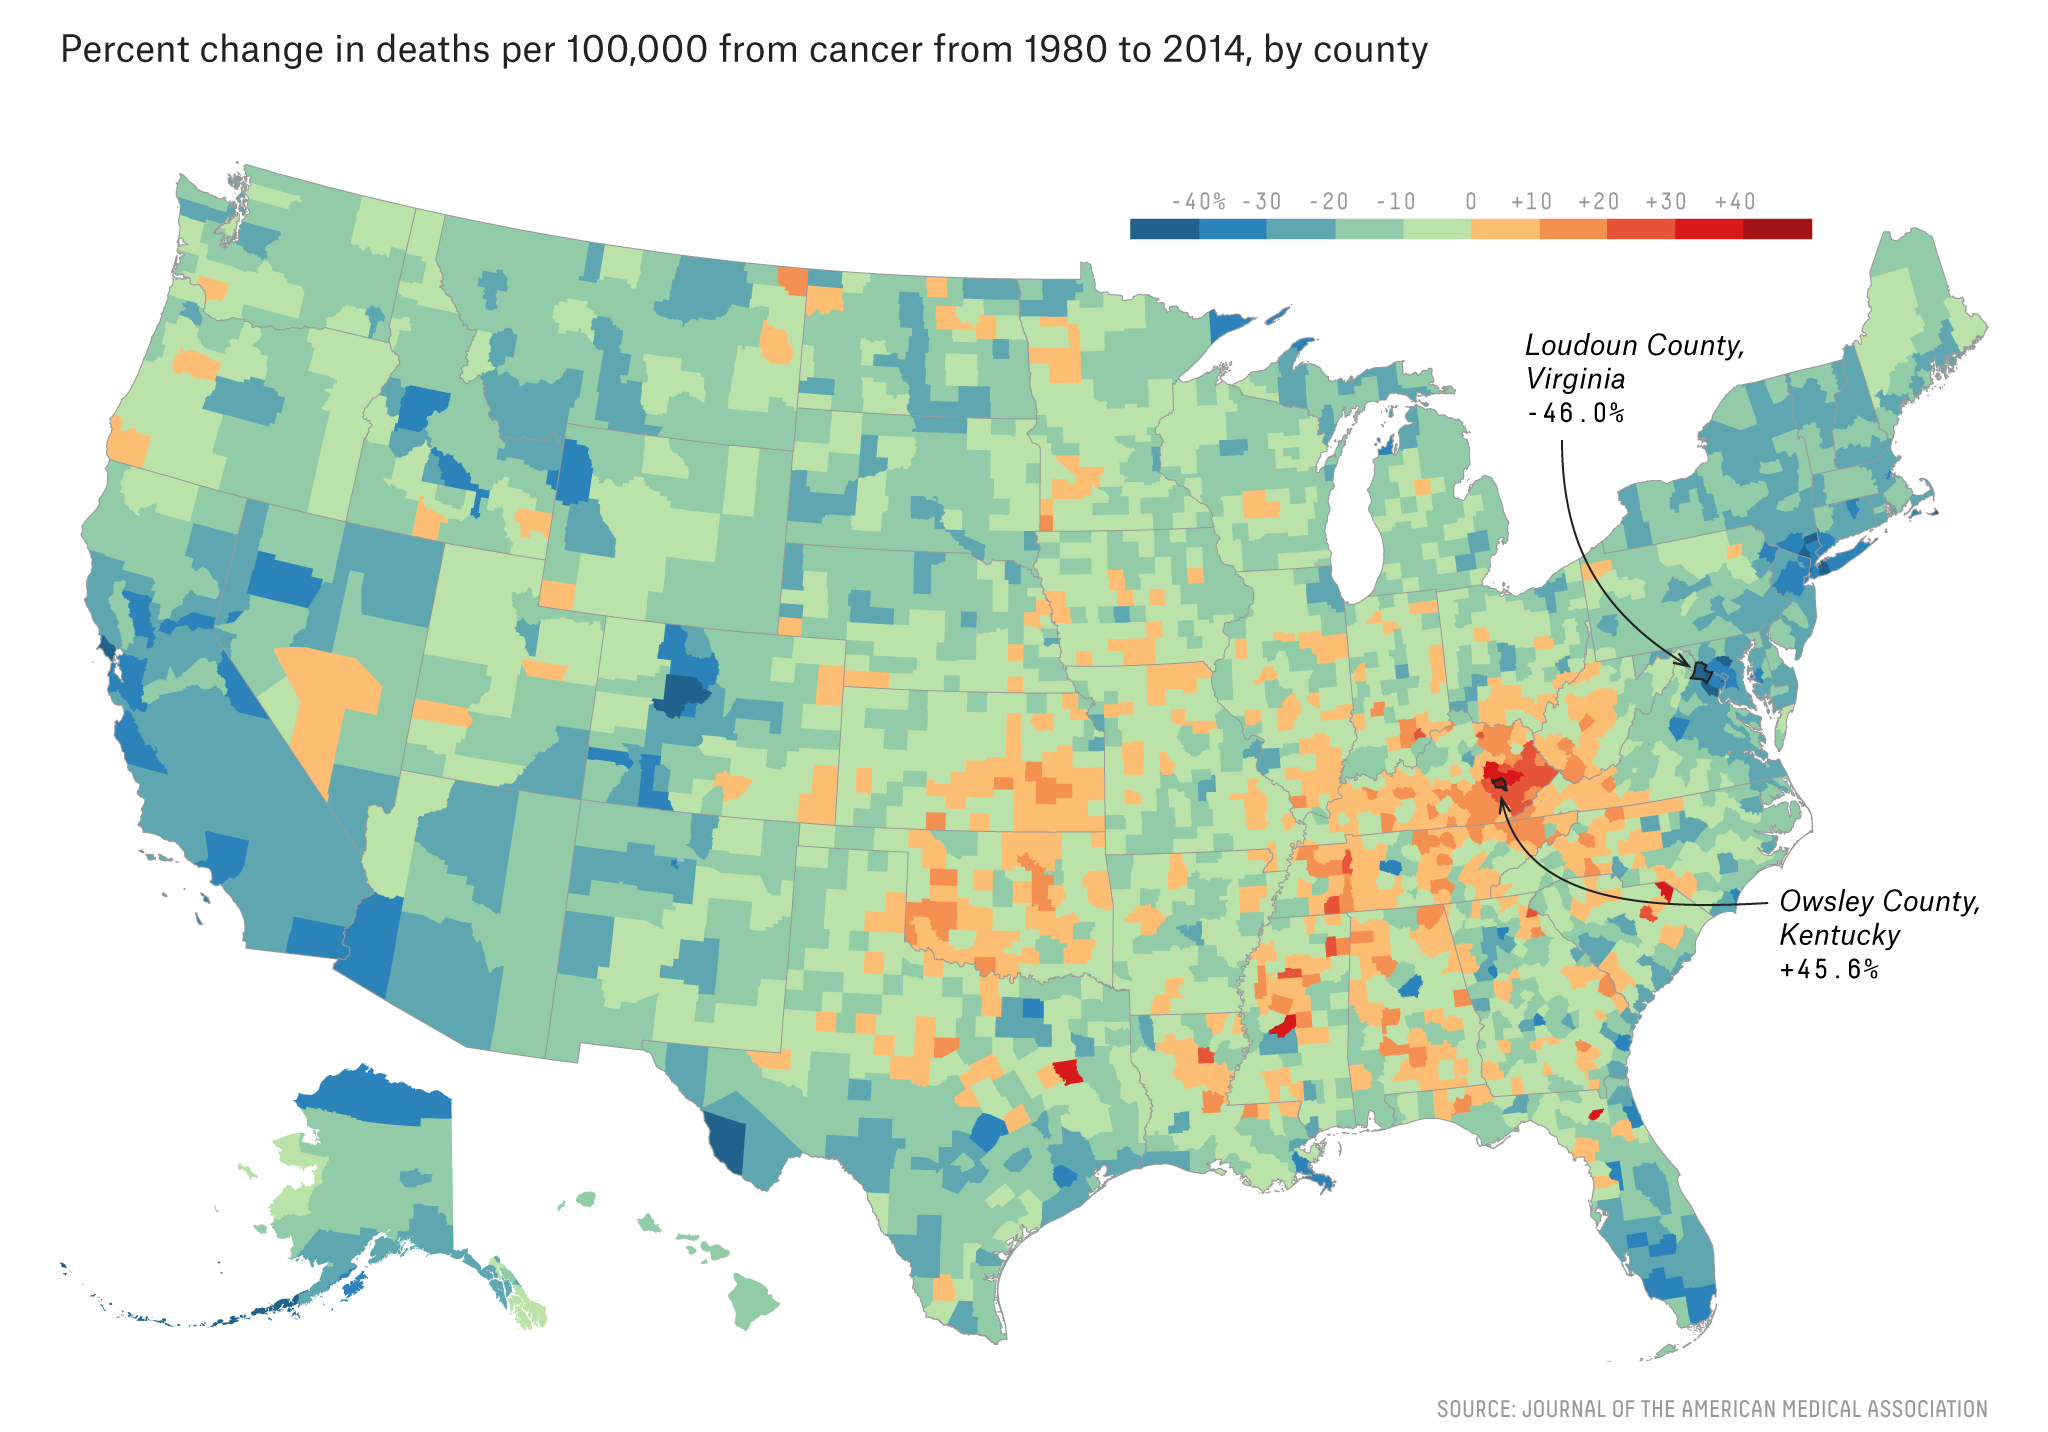 Percent change in deaths per 100,000 from cancer from 1980 to 2014, by county
-40% -30 -20 -10 0 +10 +20 +30 +40
Loudoun County,
Virginia
-46.0%
Owsley County,
Kentucky
+45.6%
SOURCE: JOURNAL OF THE AMERICAN MEDICAL ASSOCIATION